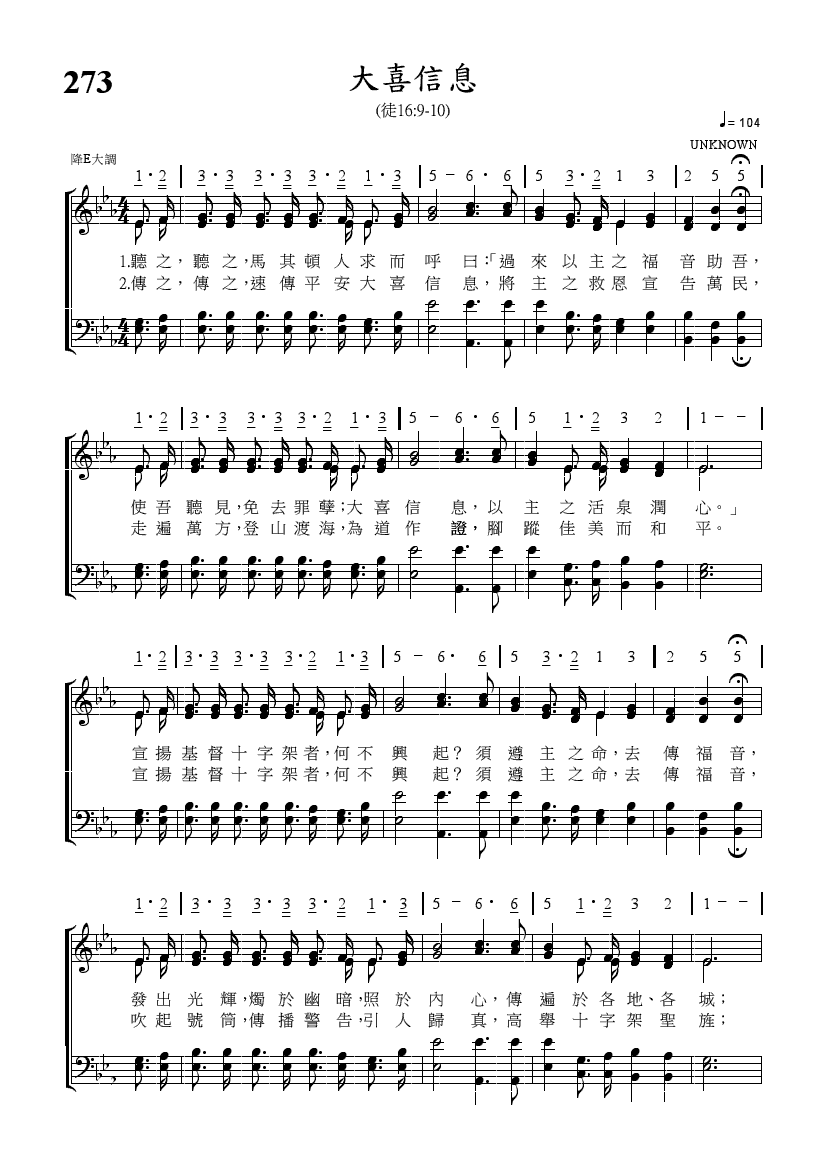 273
大喜信息
(徒16:9-10)
♩= 104
UNKNOWN
降E大調
1· 2 | 3· 3 3· 3 3· 2 1· 3 | 5 – 6· 6 | 5 3· 2 1 3 | 2 5 5 |
1.聽之，聽之，馬其頓人求而呼曰：「過來以主之福音助吾，
2.傳之，傳之，速傳平安大喜信息，將主之救恩宣告萬民，
1· 2 | 3· 3 3· 3 3· 2 1· 3 | 5 – 6· 6 | 5 1· 2 3 2 | 1 – – |
使吾聽見，免去罪孽；大喜信息，以主之活泉潤心。」
走遍萬方，登山渡海，為道作證，腳蹤佳美而和平。
1· 2 | 3· 3 3· 3 3· 2 1· 3 | 5 – 6· 6 | 5 3· 2 1 3 | 2 5 5 |
宣揚基督十字架者，何不興起？須遵主之命，去傳福音，
宣揚基督十字架者，何不興起？須遵主之命，去傳福音，
1· 2 | 3· 3 3· 3 3· 2 1· 3 | 5 – 6· 6 | 5 1· 2 3 2 | 1 – – |
發出光輝，燭於幽暗，照於內心，傳遍於各地、各城；
吹起號筒，傳播警告，引人歸真，高舉十字架聖旌；